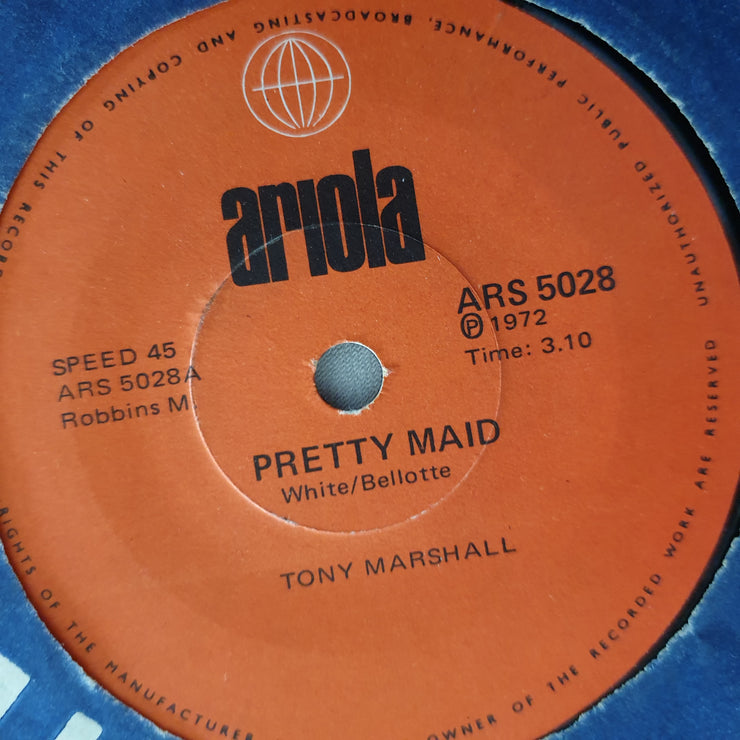 ariola
ARS 5028
Ⓟ 1972
Time: 3.10
SPEED 45
ARS 5028A
Robbins M.
PRETTY MAID
White/Bellotte
TONY MARSHALL
RIGHTS OF THE MANUFACTURER
OWNER OF THE RECORDED WORK ARE RESERVED UNAUTHORIZED PUBLIC PERFORMANCE, BROADCASTING AND COPYING OF THIS RECORD